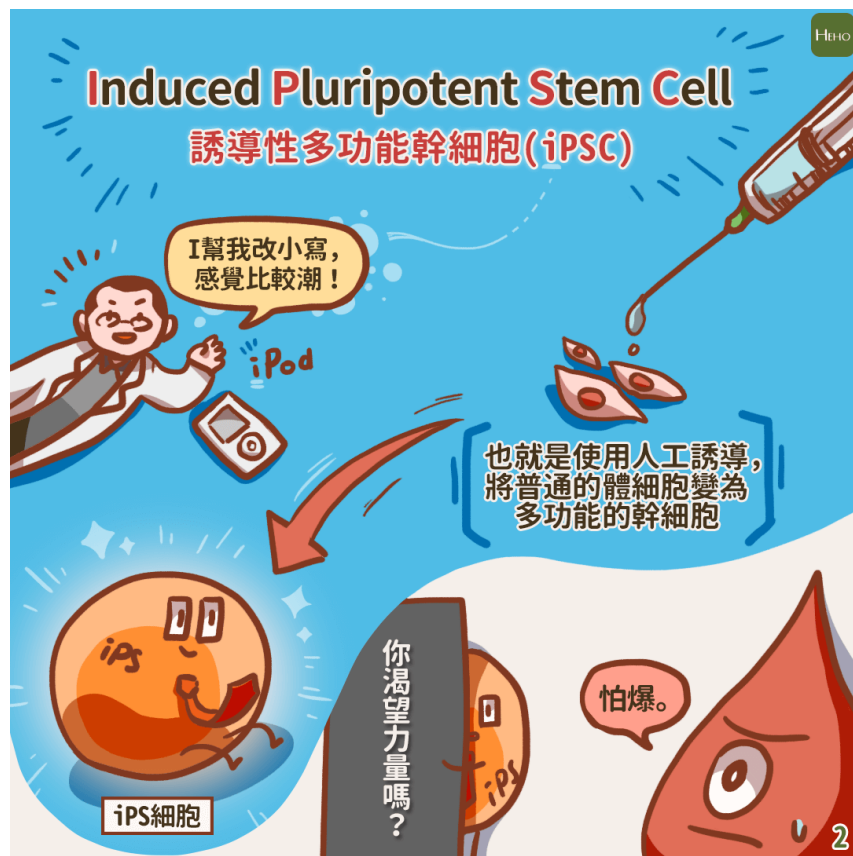 HEHO
Induced Pluripotent Stem Cell
誘導性多功能幹細胞(iPSC)
I幫我改小寫,
感覺比較潮！
iPod
也就是使用人工誘導,
將普通的體細胞變為
多功能的幹細胞
iPS
iPS細胞
你渴望力量嗎？
iPS
怕爆。
2